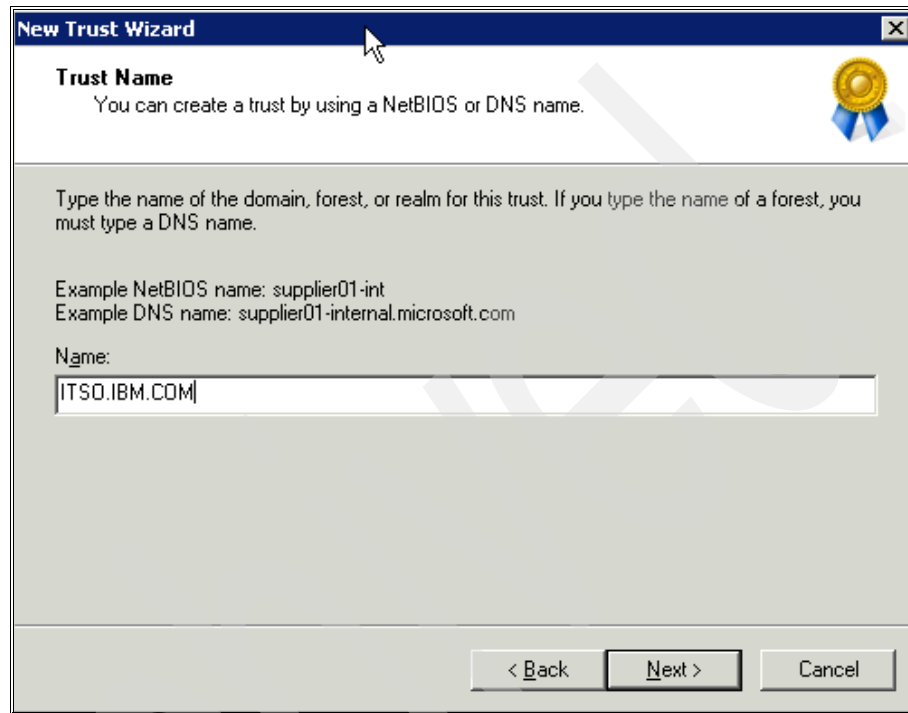 New Trust Wizard
Trust Name
You can create a trust by using a NetBIOS or DNS name.
Type the name of the domain, forest, or realm for this trust. If you type the name of a forest, you
must type a DNS name.
Example NetBIOS name: supplier01-int
Example DNS name: supplier01-internal.microsoft.com
Name:
ITSO.IBM.COM
< Back Next > Cancel